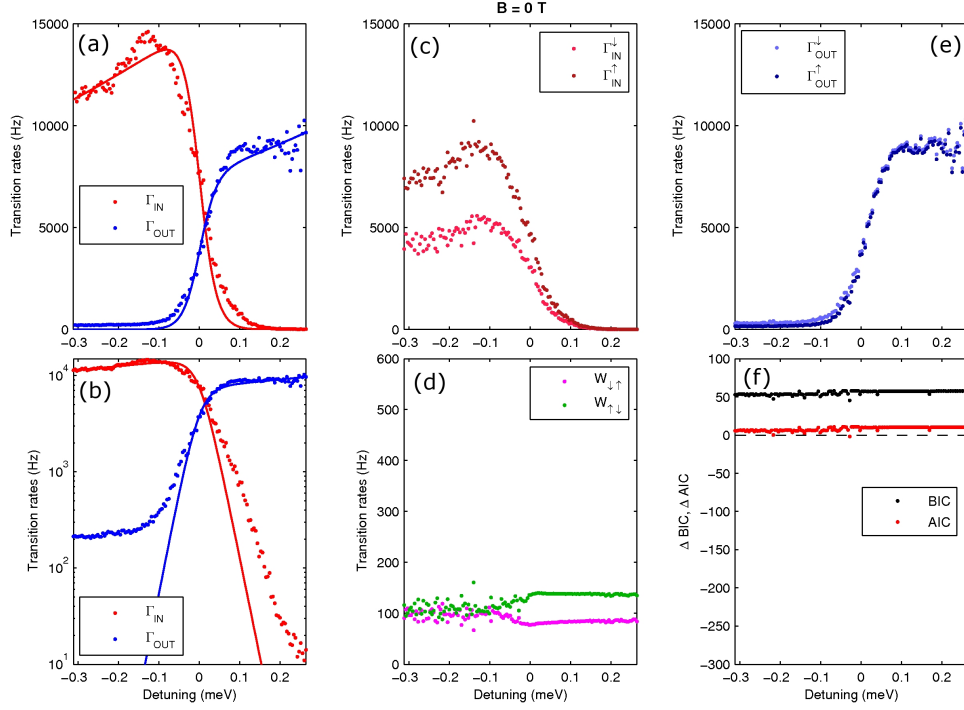 B = 0 T
(a)
15000
10000
5000
0
Transition rates (Hz)
Γ_IN
Γ_OUT
−0.3 −0.2 −0.1 0 0.1 0.2
(c)
15000
10000
5000
0
Transition rates (Hz)
Γ_IN^↓
Γ_IN^↑
−0.3 −0.2 −0.1 0 0.1 0.2
(e)
15000
10000
5000
0
Transition rates (Hz)
Γ_OUT^↓
Γ_OUT^↑
−0.3 −0.2 −0.1 0 0.1 0.2
(b)
10^4
10^3
10^2
10^1
Transition rates (Hz)
Γ_IN
Γ_OUT
−0.3 −0.2 −0.1 0 0.1 0.2
Detuning (meV)
(d)
600
500
400
300
200
100
0
Transition rates (Hz)
W_↓↑
W_↑↓
−0.3 −0.2 −0.1 0 0.1 0.2
Detuning (meV)
(f)
100
50
0
−50
−100
−150
−200
−250
−300
Δ BIC, Δ AIC
BIC
AIC
−0.3 −0.2 −0.1 0 0.1 0.2
Detuning (meV)